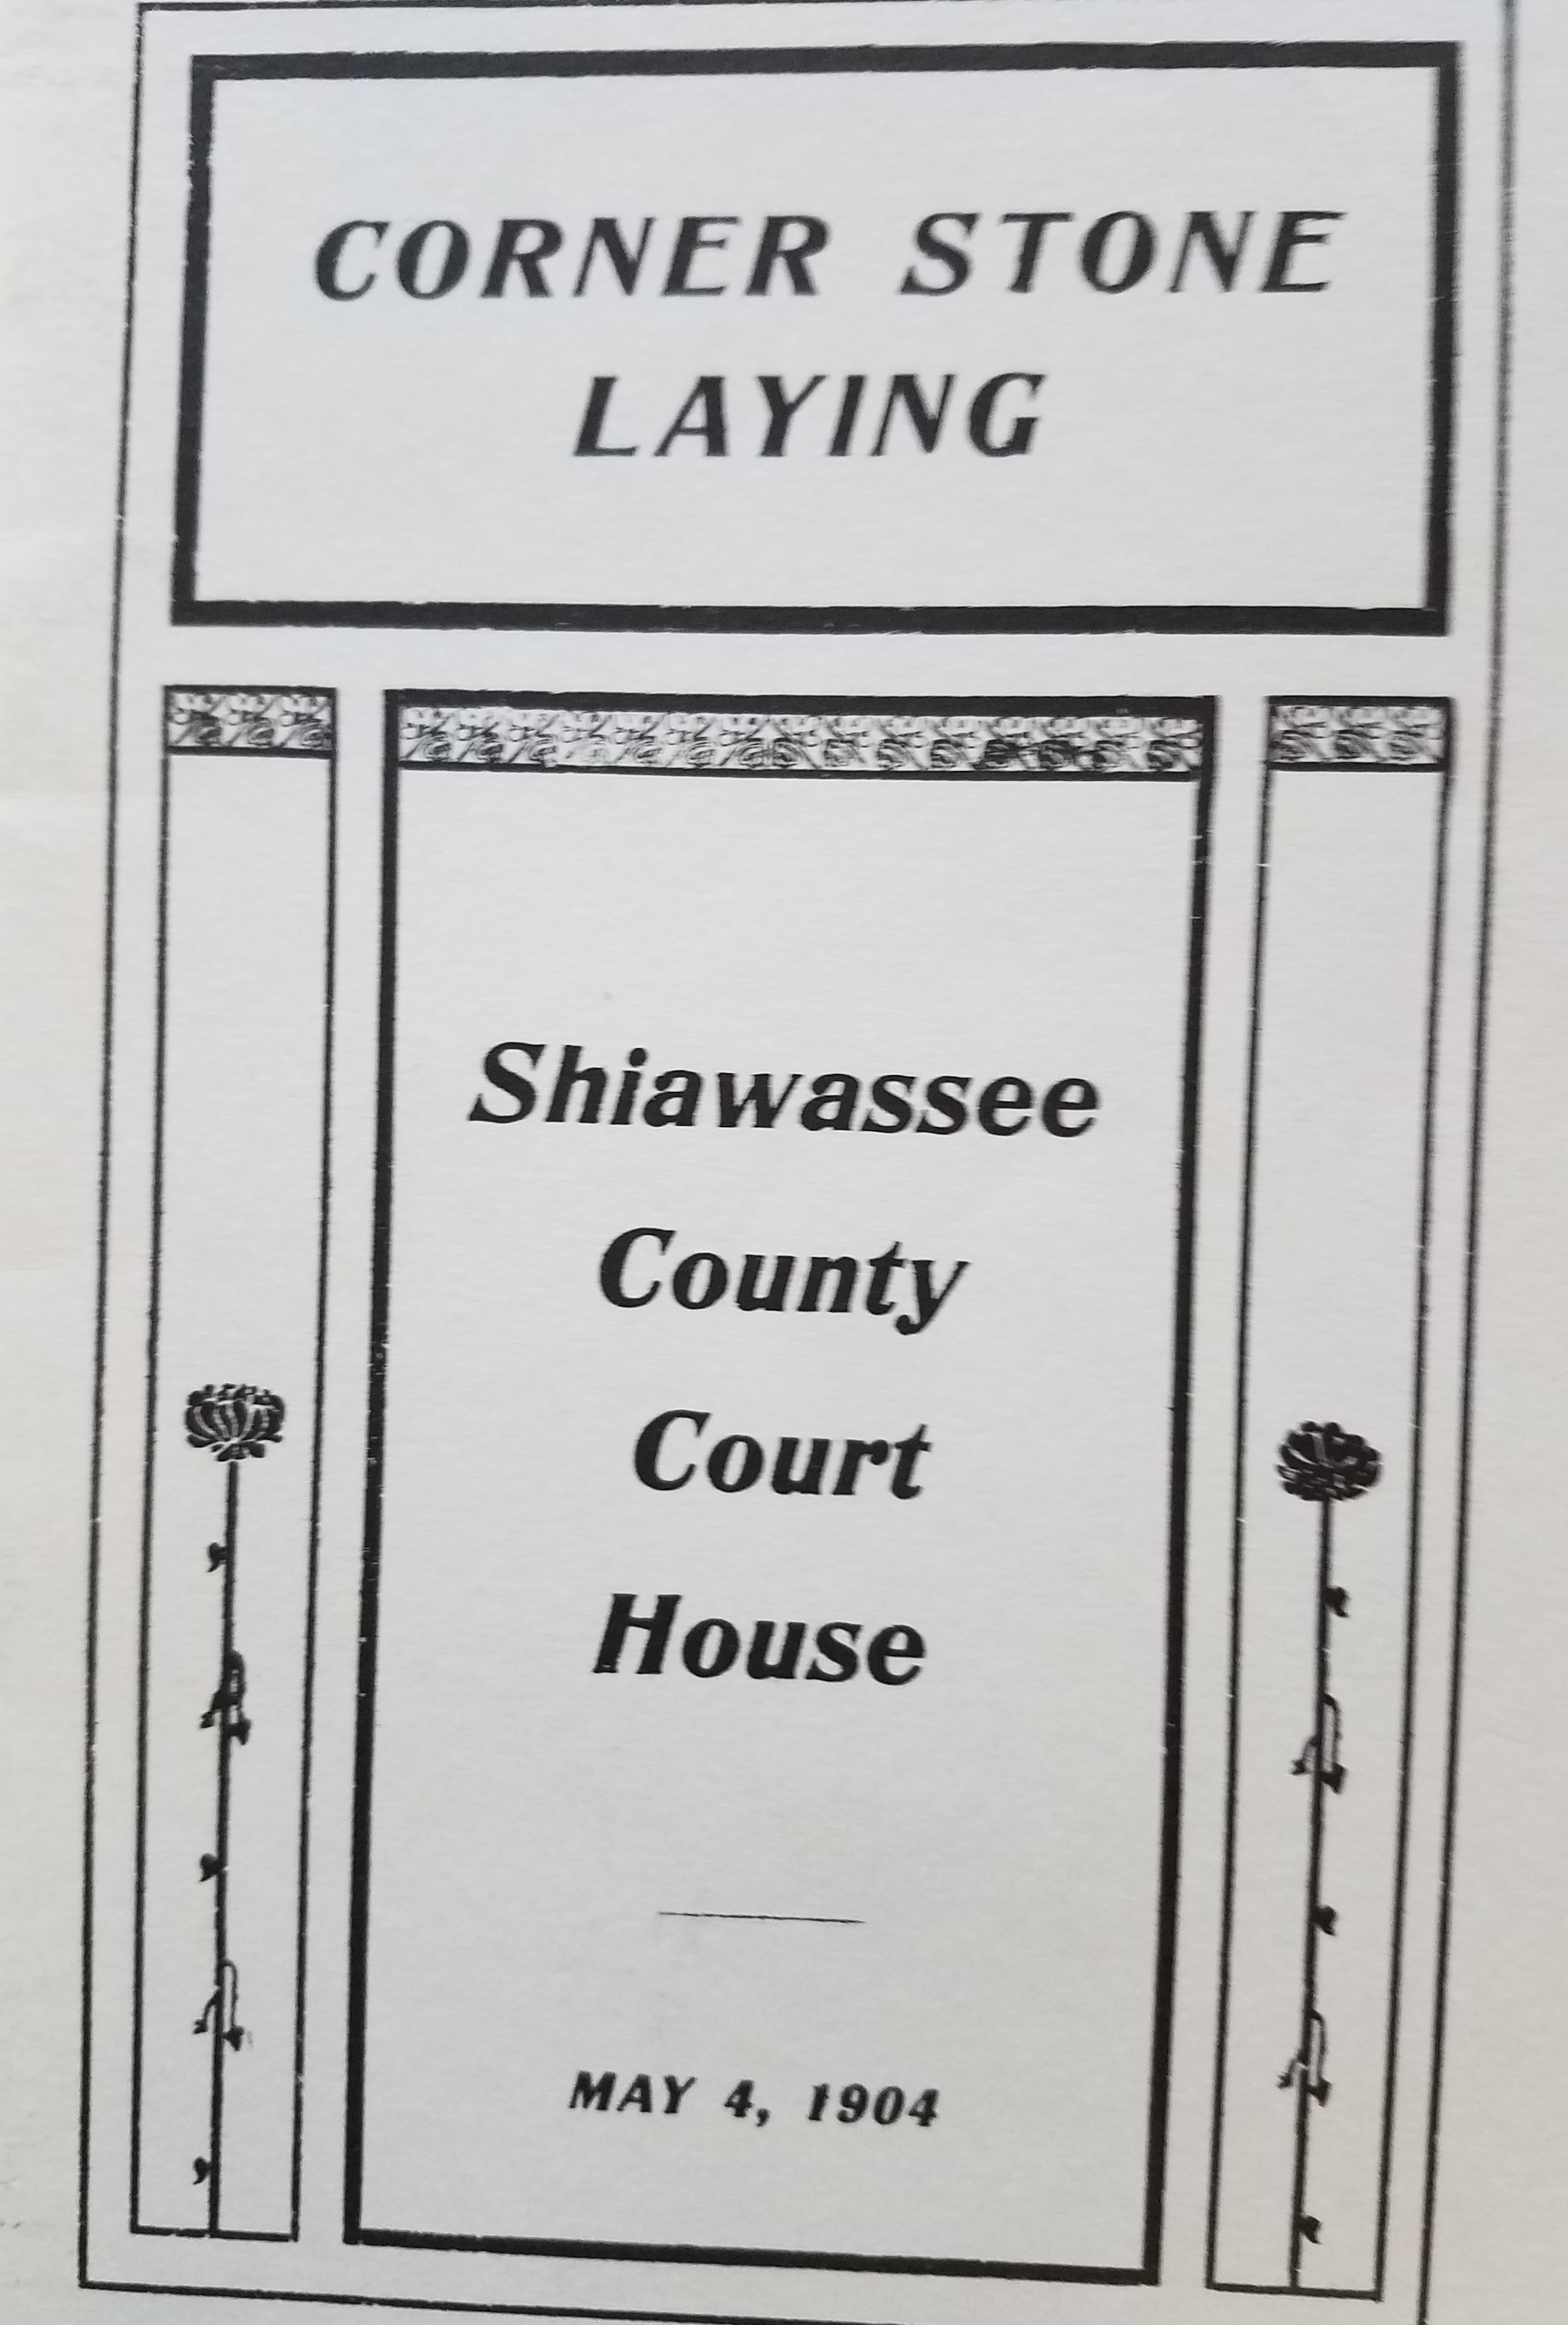 CORNER STONE
LAYING
Shiawassee
County
Court
House
MAY 4, 1904